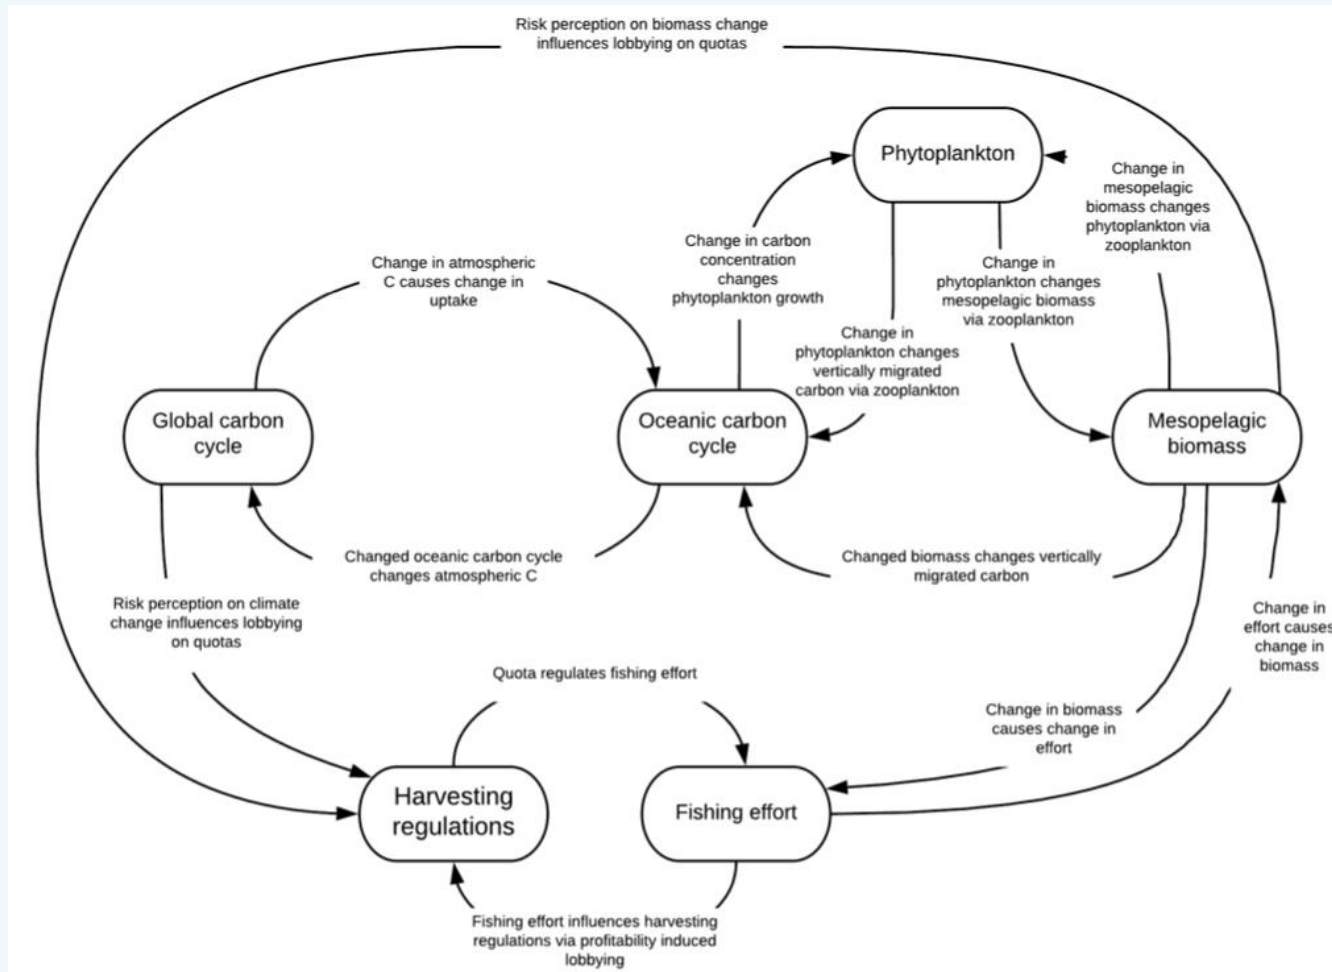 Risk perception on biomass change
influences lobbying on quotas
Phytoplankton
Change in
mesopelagic
biomass changes
phytoplankton via
zooplankton
Change in carbon
concentration
changes
phytoplankton growth
Change in
phytoplankton changes
mesopelagic biomass
via zooplankton
Change in atmospheric
C causes change in
uptake
Change in
phytoplankton changes
vertically migrated
carbon via zooplankton
Global carbon
cycle
Oceanic carbon
cycle
Mesopelagic
biomass
Changed oceanic carbon cycle
changes atmospheric C
Changed biomass changes vertically
migrated carbon
Risk perception on climate
change influences lobbying
on quotas
Change in
effort causes
change in
biomass
Quota regulates fishing effort
Change in biomass
causes change in
effort
Harvesting
regulations
Fishing effort
Fishing effort influences harvesting
regulations via profitability induced
lobbying